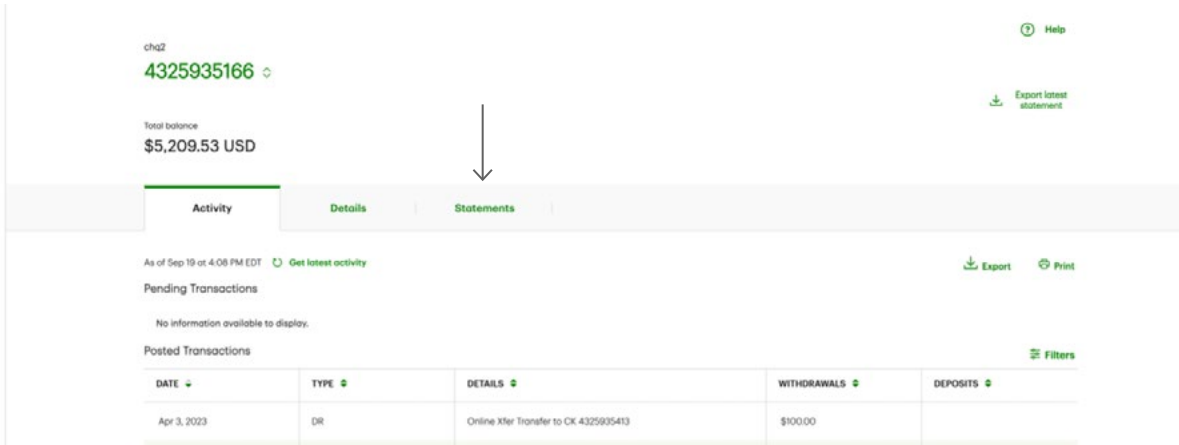 Help
chq2
4325935166
Export latest
statement
Total balance
$5,209.53 USD
Activity Details Statements
As of Sep 19 at 4:08 PM EDT Get latest activity Export Print
Pending Transactions
No information available to display.
Posted Transactions Filters
DATE TYPE DETAILS WITHDRAWALS DEPOSITS
Apr 3, 2023 DR Online Xfer Transfer to CK 4325935413 $100.00